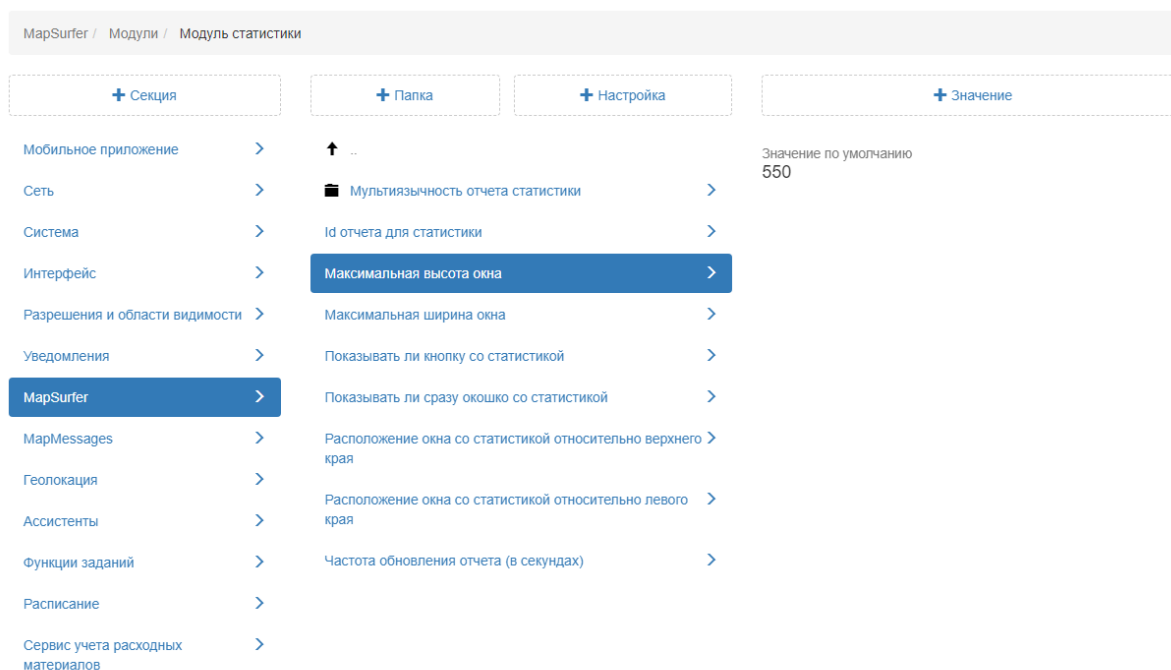 MapSurfer / Модули / Модуль статистики
+ Секция
+ Папка
+ Настройка
+ Значение
Мобильное приложение
Сеть
Система
Интерфейс
Разрешения и области видимости
Уведомления
MapSurfer
MapMessages
Геолокация
Ассистенты
Функции заданий
Расписание
Сервис учета расходных
материалов
..
Мультиязычность отчета статистики
Id отчета для статистики
Максимальная высота окна
Максимальная ширина окна
Показывать ли кнопку со статистикой
Показывать ли сразу окошко со статистикой
Расположение окна со статистикой относительно верхнего
края
Расположение окна со статистикой относительно левого
края
Частота обновления отчета (в секундах)
Значение по умолчанию
550